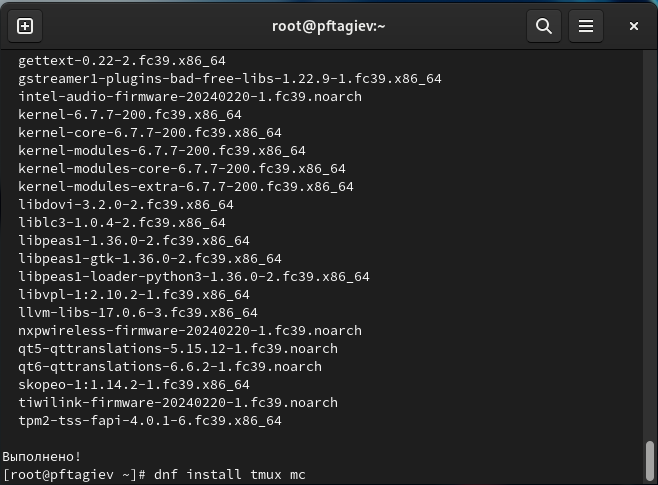 root@pftagiev:~
gettext-0.22-2.fc39.x86_64
gstreamer1-plugins-bad-free-libs-1.22.9-1.fc39.x86_64
intel-audio-firmware-20240220-1.fc39.noarch
kernel-6.7.7-200.fc39.x86_64
kernel-core-6.7.7-200.fc39.x86_64
kernel-modules-6.7.7-200.fc39.x86_64
kernel-modules-core-6.7.7-200.fc39.x86_64
kernel-modules-extra-6.7.7-200.fc39.x86_64
libdovi-3.2.0-2.fc39.x86_64
liblc3-1.0.4-2.fc39.x86_64
libpeas1-1.36.0-2.fc39.x86_64
libpeas1-gtk-1.36.0-2.fc39.x86_64
libpeas1-loader-python3-1.36.0-2.fc39.x86_64
libvpl-1:2.10.2-1.fc39.x86_64
llvm-libs-17.0.6-3.fc39.x86_64
nxpwireless-firmware-20240220-1.fc39.noarch
qt5-qttranslations-5.15.12-1.fc39.noarch
qt6-qttranslations-6.6.2-1.fc39.noarch
skopeo-1:1.14.2-1.fc39.x86_64
tiwilink-firmware-20240220-1.fc39.noarch
tpm2-tss-fapi-4.0.1-6.fc39.x86_64
Выполнено!
[root@pftagiev ~]# dnf install tmux mc